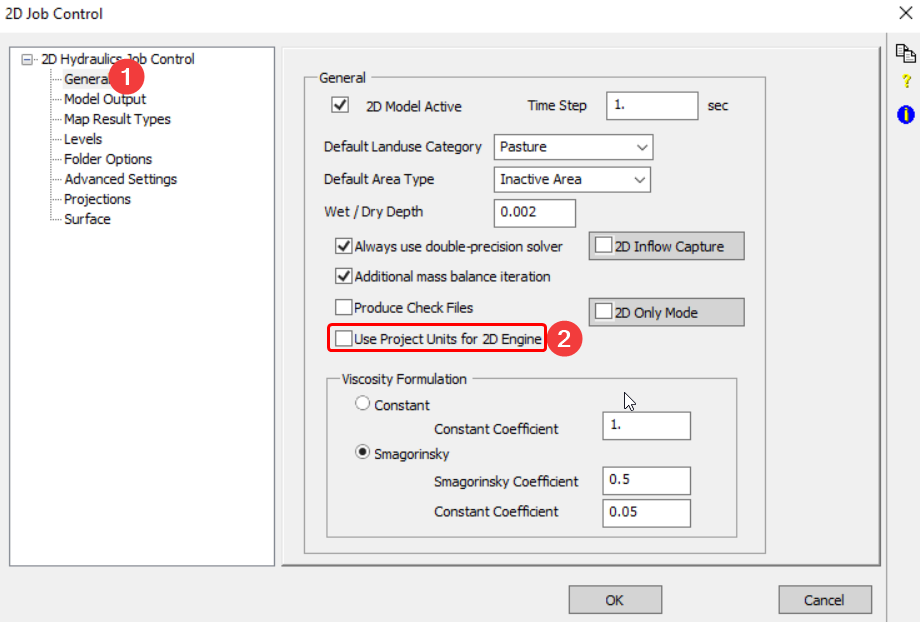 2D Job Control
2D Hydraulics Job Control
General
1
Model Output
Map Result Types
Levels
Folder Options
Advanced Settings
Projections
Surface
General
2D Model Active
Time Step
1.
sec
Default Landuse Category
Pasture
Default Area Type
Inactive Area
Wet / Dry Depth
0.002
Always use double-precision solver
2D Inflow Capture
Additional mass balance iteration
Produce Check Files
2D Only Mode
Use Project Units for 2D Engine
2
Viscosity Formulation
Constant
Constant Coefficient
1.
Smagorinsky
Smagorinsky Coefficient
0.5
Constant Coefficient
0.05
OK
Cancel